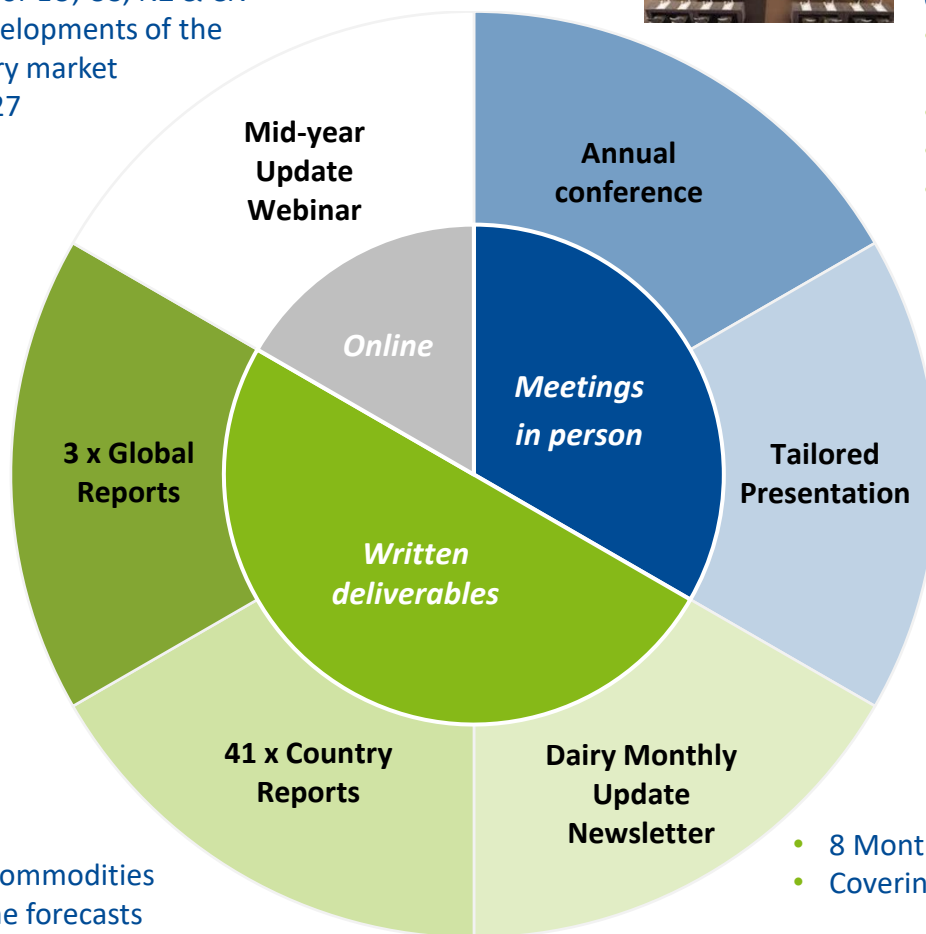 elopments of the
ry market
27
Mid-year
Update
Webinar
Annual
conference
Online
Meetings
in person
3 x Global
Reports
Tailored
Presentation
Written
deliverables
41 x Country
Reports
Dairy Monthly
Update
Newsletter
• 8 Mont
• Coverin
ommodities
e forecasts